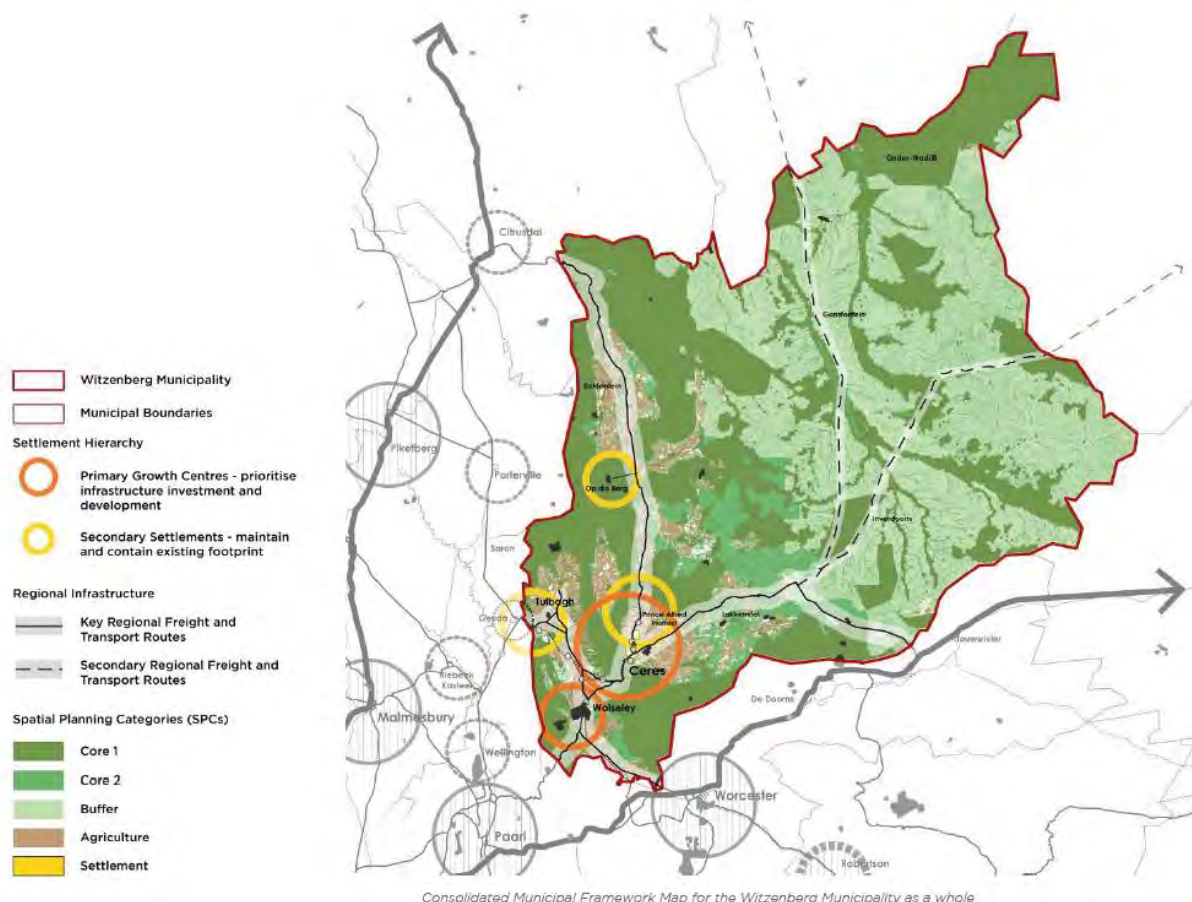 Witzenberg Municipality
Municipal Boundaries
Settlement Hierarchy
Primary Growth Centres - prioritise
infrastructure investment and
development
Secondary Settlements - maintain
and contain existing footprint
Regional Infrastructure
Key Regional Freight and
Transport Routes
Secondary Regional Freight and
Transport Routes
Spatial Planning Categories (SPCs)
Core 1
Core 2
Buffer
Agriculture
Settlement
Citrusdal
Piketberg
Porterville
Saron
Gouda
Riebeek
Kasteel
Malmesbury
Wellington
Paarl
Worcester
Robertson
De Doorns
Touwsrivier
Op die Berg
Tulbagh
Prince Alfred
Hamlet
Ceres
Wolseley
Inverdoorn
Consolidated Municipal Framework Map for the Witzenberg Municipality as a whole